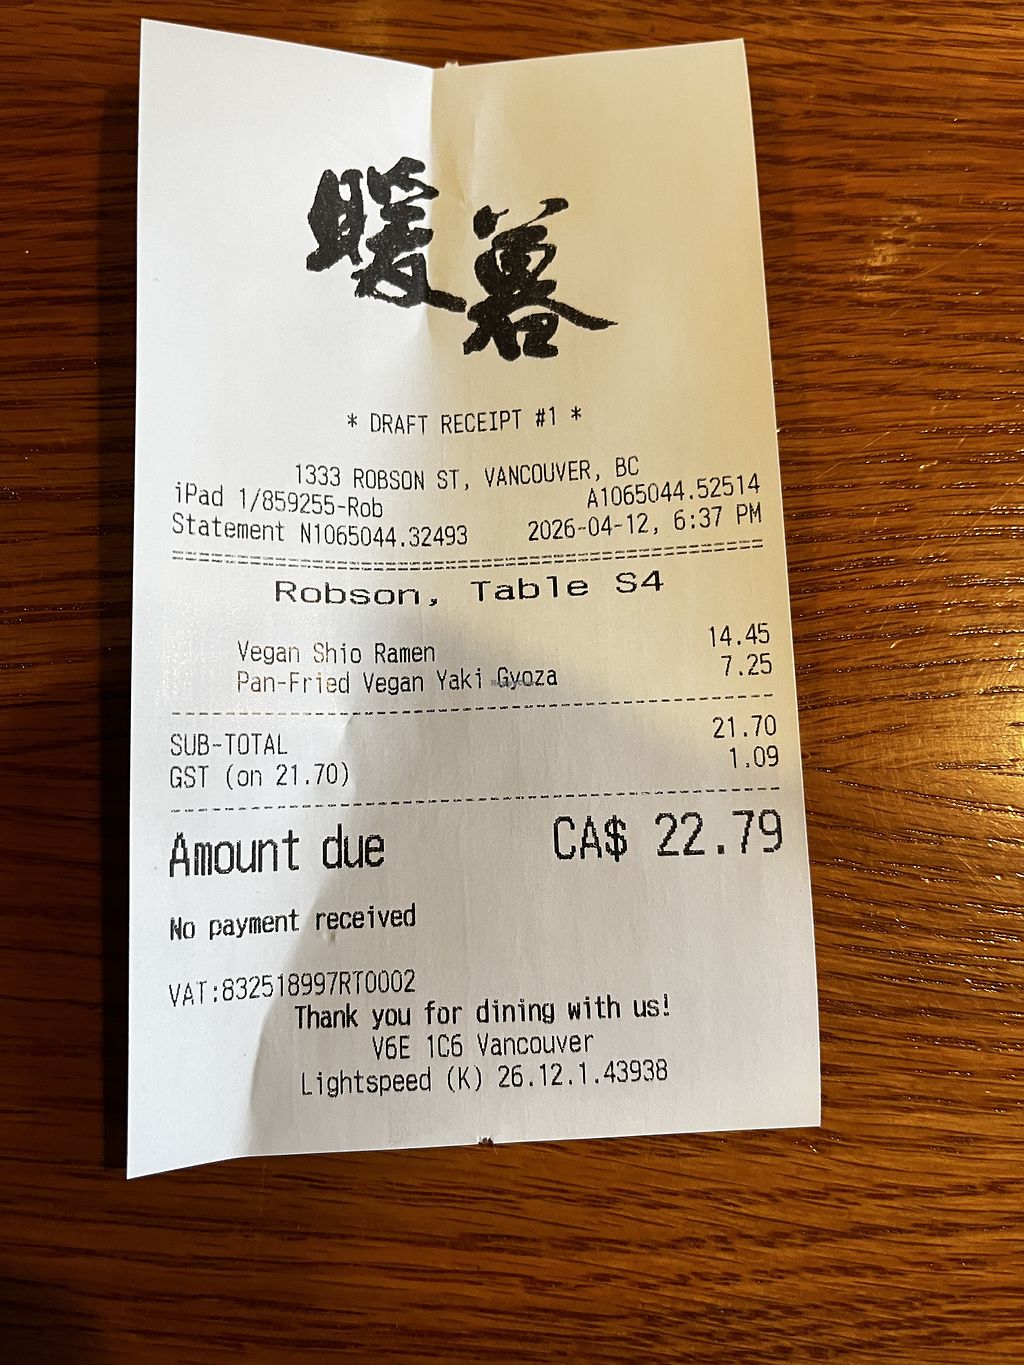 暖暮
* DRAFT RECEIPT #1 *
1333 ROBSON ST, VANCOUVER, BC
iPad 1/859255-Rob A1065044.52514
Statement N1065044.32493 2026-04-12, 6:37 PM
Robson, Table S4
Vegan Shio Ramen 14.45
Pan-Fried Vegan Yaki Gyoza 7.25
SUB-TOTAL 21.70
GST (on 21.70) 1.09
Amount due CA$ 22.79
No payment received
VAT:832518997RT0002
Thank you for dining with us!
V6E 1C6 Vancouver
Lightspeed (K) 26.12.1.43938